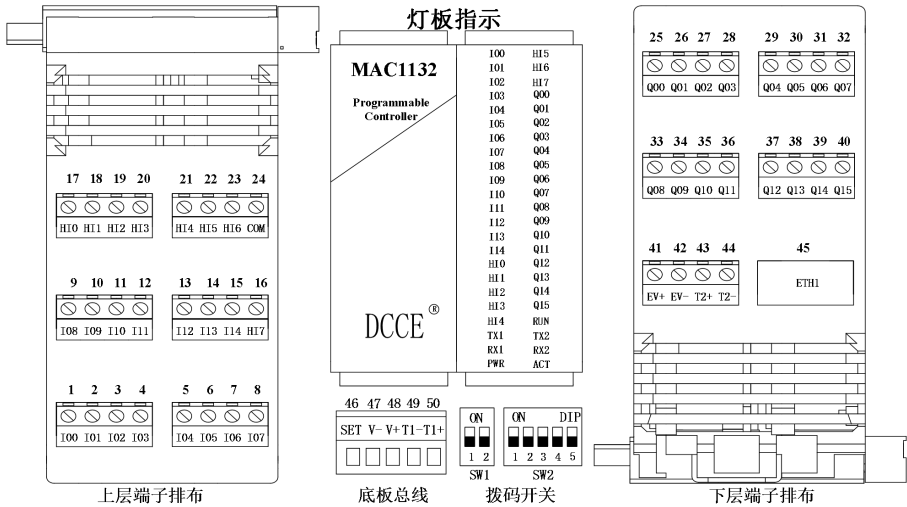 灯板指示
17 18 19 20 21 22 23 24
HI0 HI1 HI2 HI3 HI4 HI5 HI6 COM
9 10 11 12 13 14 15 16
I08 I09 I10 I11 I12 I13 I14 HI7
1 2 3 4 5 6 7 8
I00 I01 I02 I03 I04 I05 I06 I07
上层端子排布
MAC1132
Programmable
Controller
DCCE®
I00 HI5
I01 HI6
I02 HI7
I03 Q00
I04 Q01
I05 Q02
I06 Q03
I07 Q04
I08 Q05
I09 Q06
I10 Q07
I11 Q08
I12 Q09
I13 Q10
I14 Q11
HI0 Q12
HI1 Q13
HI2 Q14
HI3 Q15
HI4 RUN
TX1 TX2
RX1 RX2
PWR ACT
46 47 48 49 50
SET V- V+ T1- T1+
底板总线
ON
1 2
SW1
ON DIP
1 2 3 4 5
SW2
拨码开关
25 26 27 28 29 30 31 32
Q00 Q01 Q02 Q03 Q04 Q05 Q06 Q07
33 34 35 36 37 38 39 40
Q08 Q09 Q10 Q11 Q12 Q13 Q14 Q15
41 42 43 44 45
EV+ EV- T2+ T2- ETH1
下层端子排布